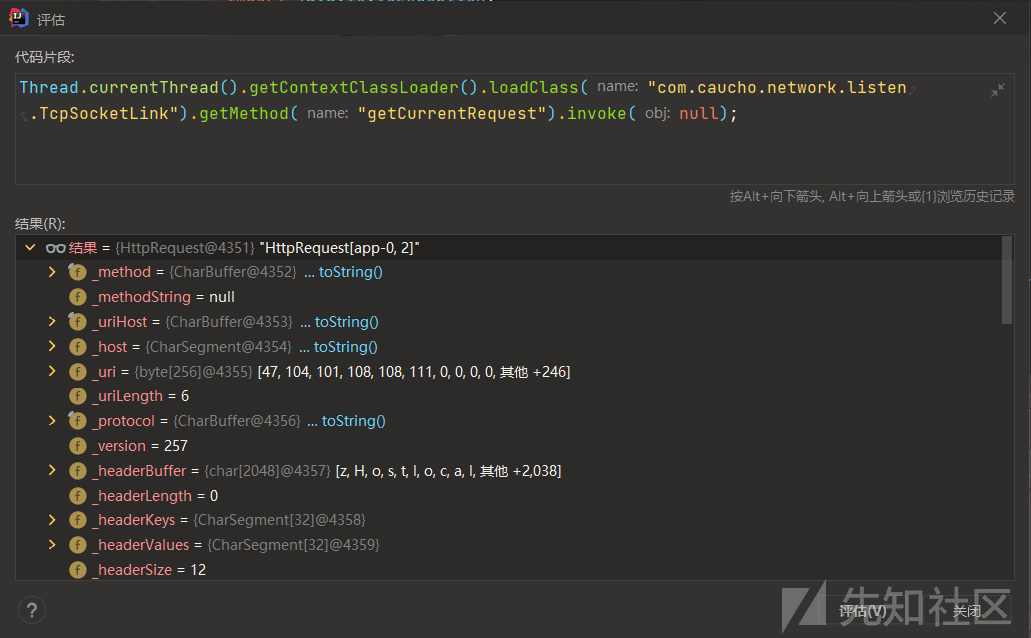 评估
代码片段:
Thread.currentThread().getContextClassLoader().loadClass( name: "com.caucho.network.listen
.TcpSocketLink").getMethod( name: "getCurrentRequest").invoke( obj: null);
按Alt+向下箭头, Alt+向上箭头或{1}浏览历史记录
结果(R):
结果 = {HttpRequest@4351} "HttpRequest[app-0, 2]"
_method = {CharBuffer@4352} ... toString()
_methodString = null
_uriHost = {CharBuffer@4353} ... toString()
_host = {CharSegment@4354} ... toString()
_uri = {byte[256]@4355} [47, 104, 101, 108, 108, 111, 0, 0, 0, 0, 其他 +246]
_uriLength = 6
_protocol = {CharBuffer@4356} ... toString()
_version = 257
_headerBuffer = {char[2048]@4357} [z, H, o, s, t, l, o, c, a, l, 其他 +2,038]
_headerLength = 0
_headerKeys = {CharSegment[32]@4358}
_headerValues = {CharSegment[32]@4359}
_headerSize = 12
?
评估(V)
关闭
先知社区